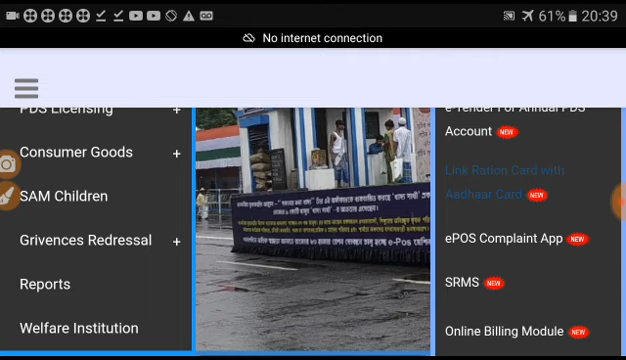 61% 20:39
No internet connection
PDS Licensing +
Consumer Goods +
SAM Children
Grivences Redressal +
Reports
Welfare Institution
e-Tender For Annual PDS
Account NEW
Link Ration Card with
Aadhaar Card NEW
ePOS Complaint App NEW
SRMS NEW
Online Billing Module NEW